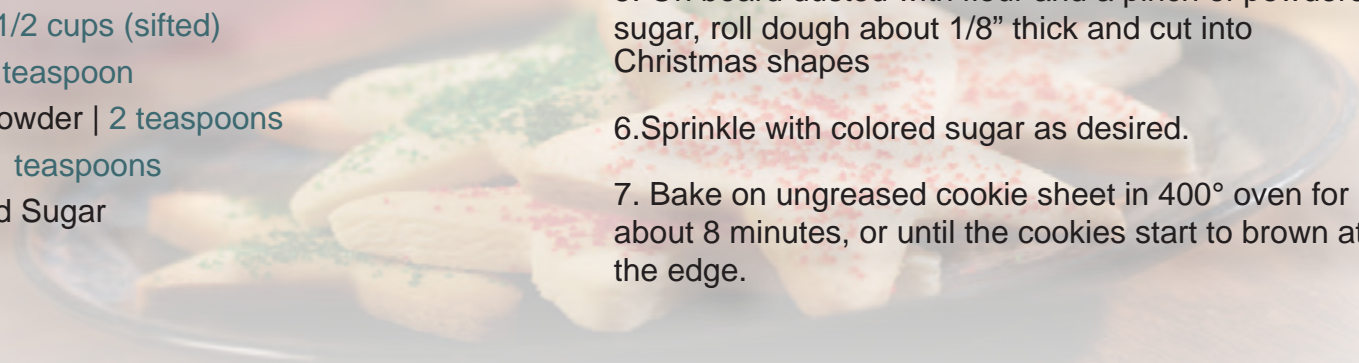 1/2 cups (sifted)
teaspoon
owder | 2 teaspoons
teaspoons
d Sugar
sugar, roll dough about 1/8” thick and cut into
Christmas shapes
6.Sprinkle with colored sugar as desired.
7. Bake on ungreased cookie sheet in 400° oven for
about 8 minutes, or until the cookies start to brown at
the edge.